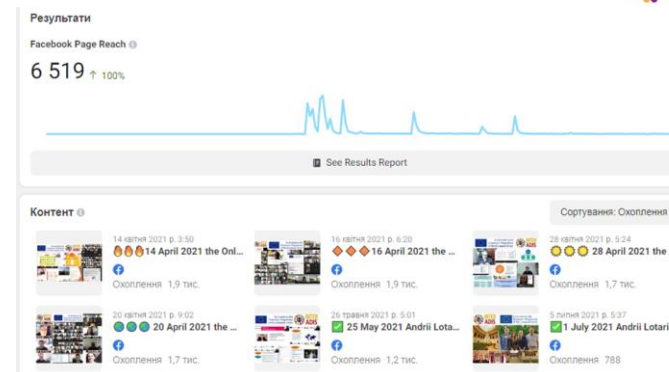 Результати
Facebook Page Reach
6 519 ↑ 100%
See Results Report
Контент
Сортування: Охоплення
14 квітня 2021 р. 3:50
🔥🔥🔥14 April 2021 the Onl...
Охоплення 1,9 тис.
16 квітня 2021 р. 6:20
🔶🔶🔶16 April 2021 the ...
Охоплення 1,9 тис.
28 квітня 2021 р. 5:24
28 April 2021 the
Охоплення 1,7 тис.
20 квітня 2021 р. 9:02
20 April 2021 the ...
Охоплення 1,7 тис.
26 травня 2021 р. 5:01
✅ 25 May 2021 Andrii Lota...
Охоплення 1,2 тис.
5 липня 2021 р. 5:37
✅ 1 July 2021 Andrii Lotari
Охоплення 788